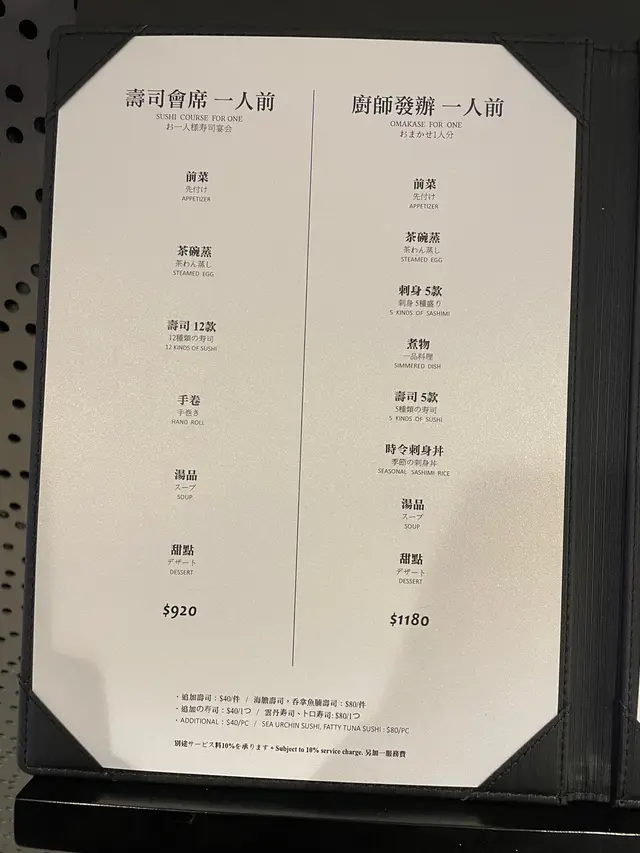 壽司會席 一人前
SUSHI COURSE FOR ONE
お一人様寿司宴会
前菜
先付け
APPETIZER
茶碗蒸
茶わん蒸し
STEAMED EGG
壽司 12款
12種類の寿司
12 KINDS OF SUSHI
手卷
手巻き
HAND ROLL
湯品
スープ
SOUP
甜點
デザート
DESSERT
$920
廚師發辦 一人前
OMAKASE FOR ONE
おまかせ1人分
前菜
先付け
APPETIZER
茶碗蒸
茶わん蒸し
STEAMED EGG
刺身 5款
刺身 5種盛り
5 KINDS OF SASHIMI
煮物
一品料理
SIMMERED DISH
壽司 5款
5種類の寿司
5 KINDS OF SUSHI
時令刺身丼
季節の刺身丼
SEASONAL SASHIMI RICE
湯品
スープ
SOUP
甜點
デザート
DESSERT
$1180
・追加壽司：$40/件 / 海膽壽司，吞拿魚腩壽司：$80/件
・追加の寿司：$40/1つ / 雲丹寿司、トロ寿司：$80/1つ
・ADDITIONAL : $40/PC / SEA URCHIN SUSHI, FATTY TUNA SUSHI : $80/PC
別途サービス料10%を承ります • Subject to 10% service charge. 另加一服務費